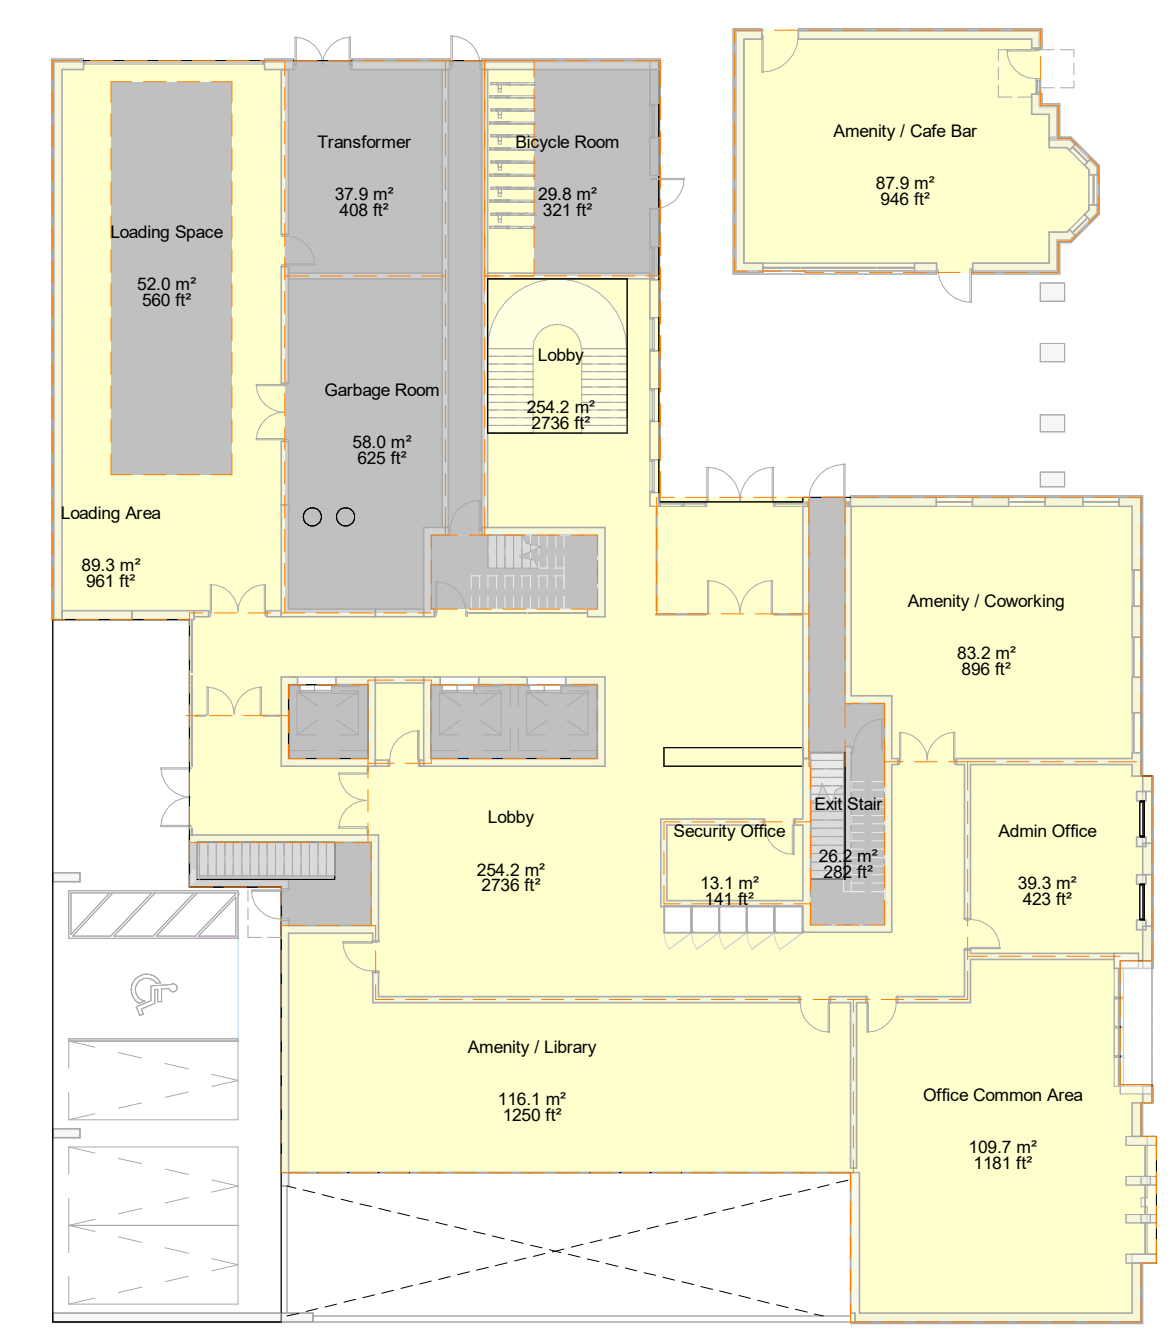 Amenity / Cafe Bar
87.9 m²
946 ft²
Transformer
37.9 m²
408 ft²
Bicycle Room
29.8 m²
321 ft²
Loading Space
52.0 m²
560 ft²
Lobby
254.2 m²
2736 ft²
Garbage Room
58.0 m²
625 ft²
Loading Area
89.3 m²
961 ft²
Amenity / Coworking
83.2 m²
896 ft²
Lobby
254.2 m²
2736 ft²
Security Office
13.1 m²
141 ft²
Exit Stair
26.2 m²
282 ft²
Admin Office
39.3 m²
423 ft²
Amenity / Library
116.1 m²
1250 ft²
Office Common Area
109.7 m²
1181 ft²